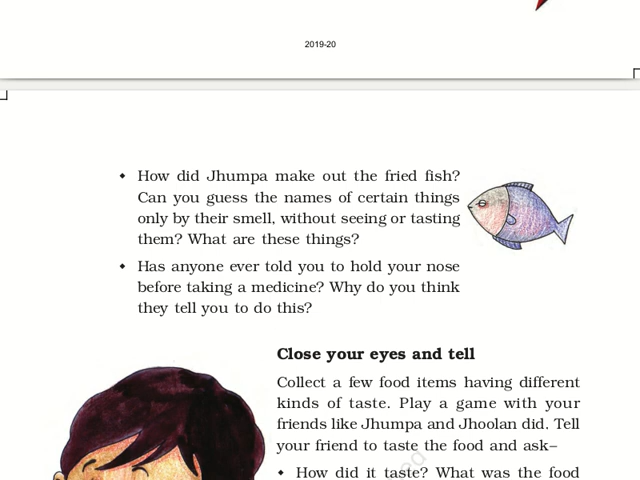 2019-20
◆ How did Jhumpa make out the fried fish?
Can you guess the names of certain things
only by their smell, without seeing or tasting
them? What are these things?
◆ Has anyone ever told you to hold your nose
before taking a medicine? Why do you think
they tell you to do this?
Close your eyes and tell
Collect a few food items having different
kinds of taste. Play a game with your
friends like Jhumpa and Jhoolan did. Tell
your friend to taste the food and ask–
◆ How did it taste? What was the food